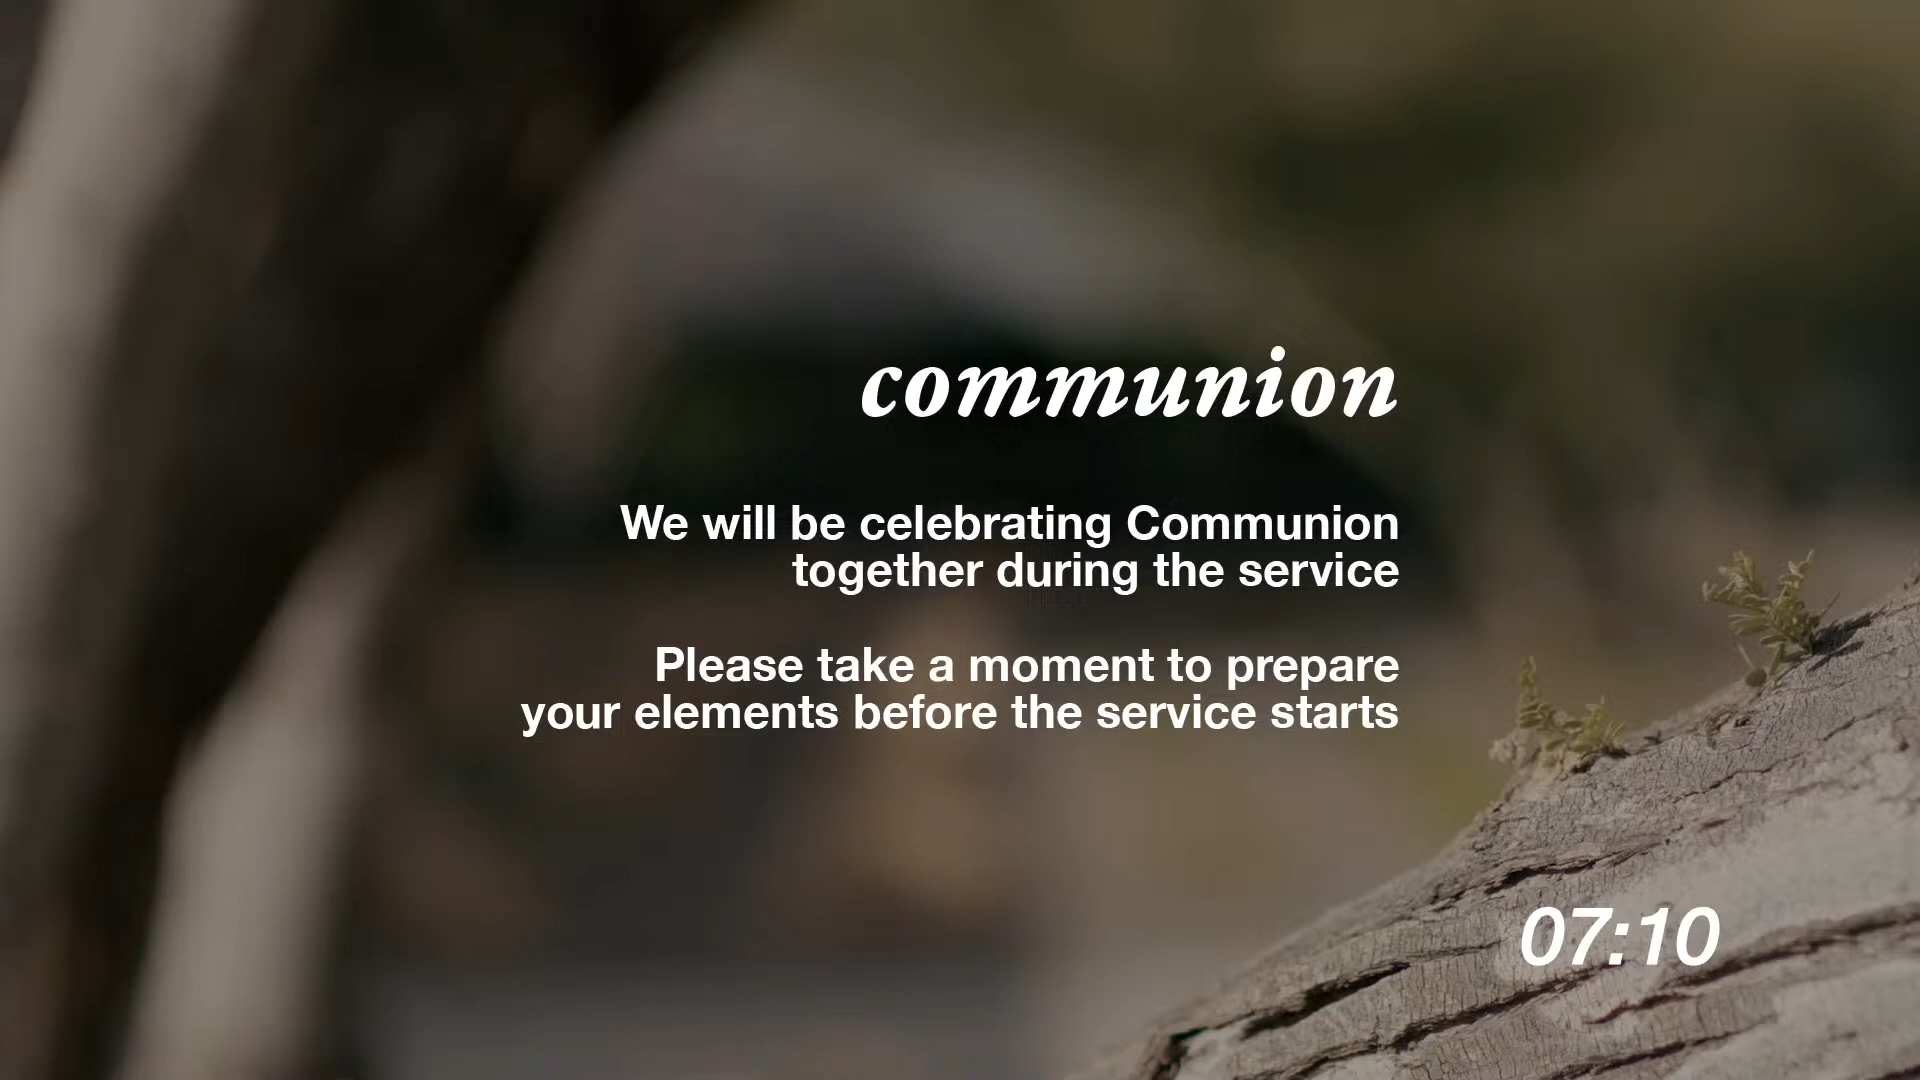 communion
We will be celebrating Communion
together during the service
Please take a moment to prepare
your elements before the service starts
07:10